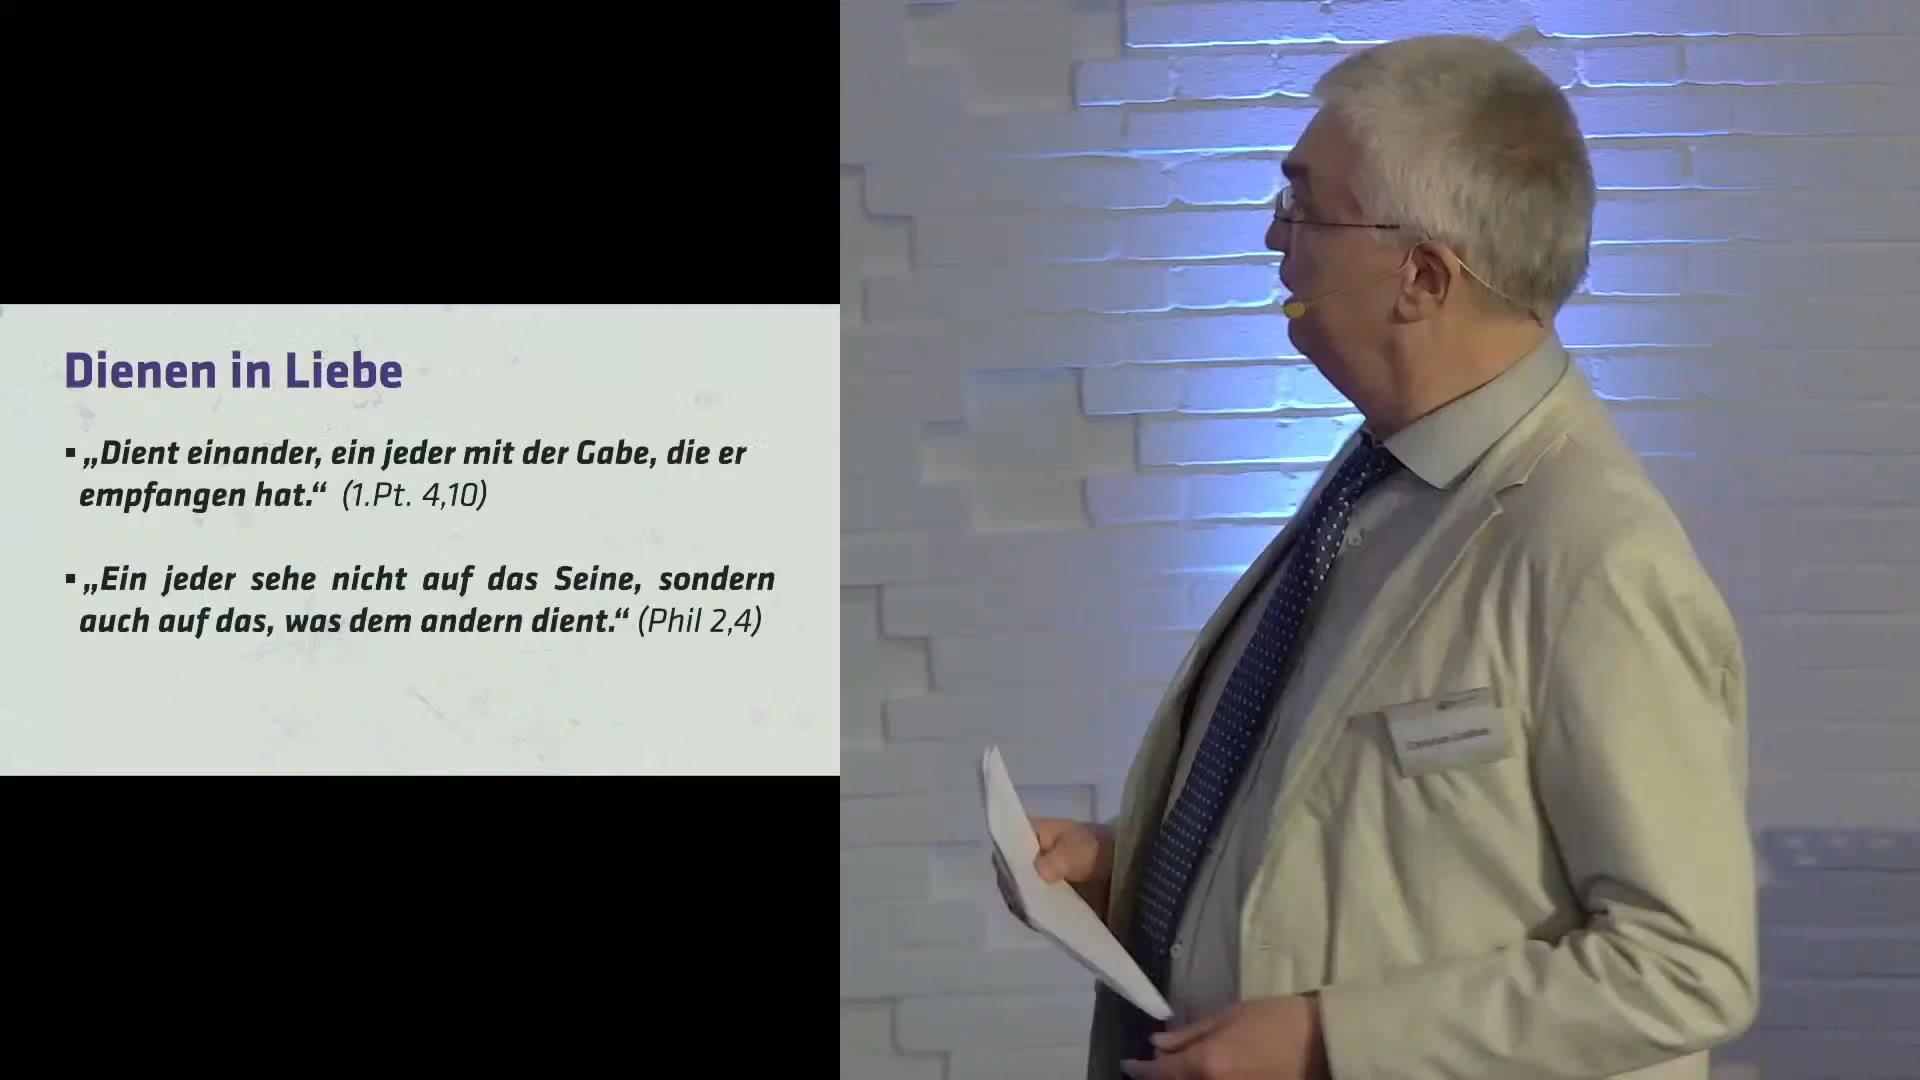 Dienen in Liebe
▪ „Dient einander, ein jeder mit der Gabe, die er
empfangen hat.“ (1.Pt. 4,10)
▪ „Ein jeder sehe nicht auf das Seine, sondern
auch auf das, was dem andern dient.“ (Phil 2,4)